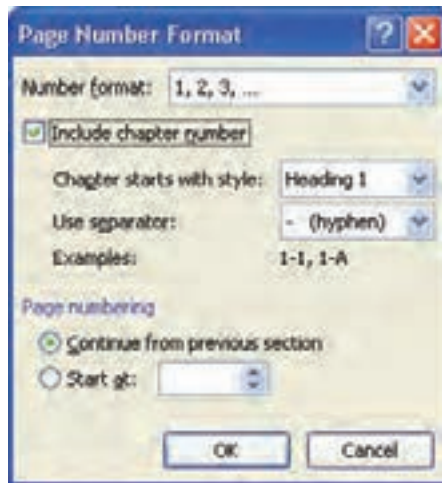 Page Number Format
Number format: 1, 2, 3, ...
Include chapter number
Chapter starts with style: Heading 1
Use separator: - (hyphen)
Examples: 1-1, 1-A
Page numbering
Continue from previous section
Start at:
OK Cancel